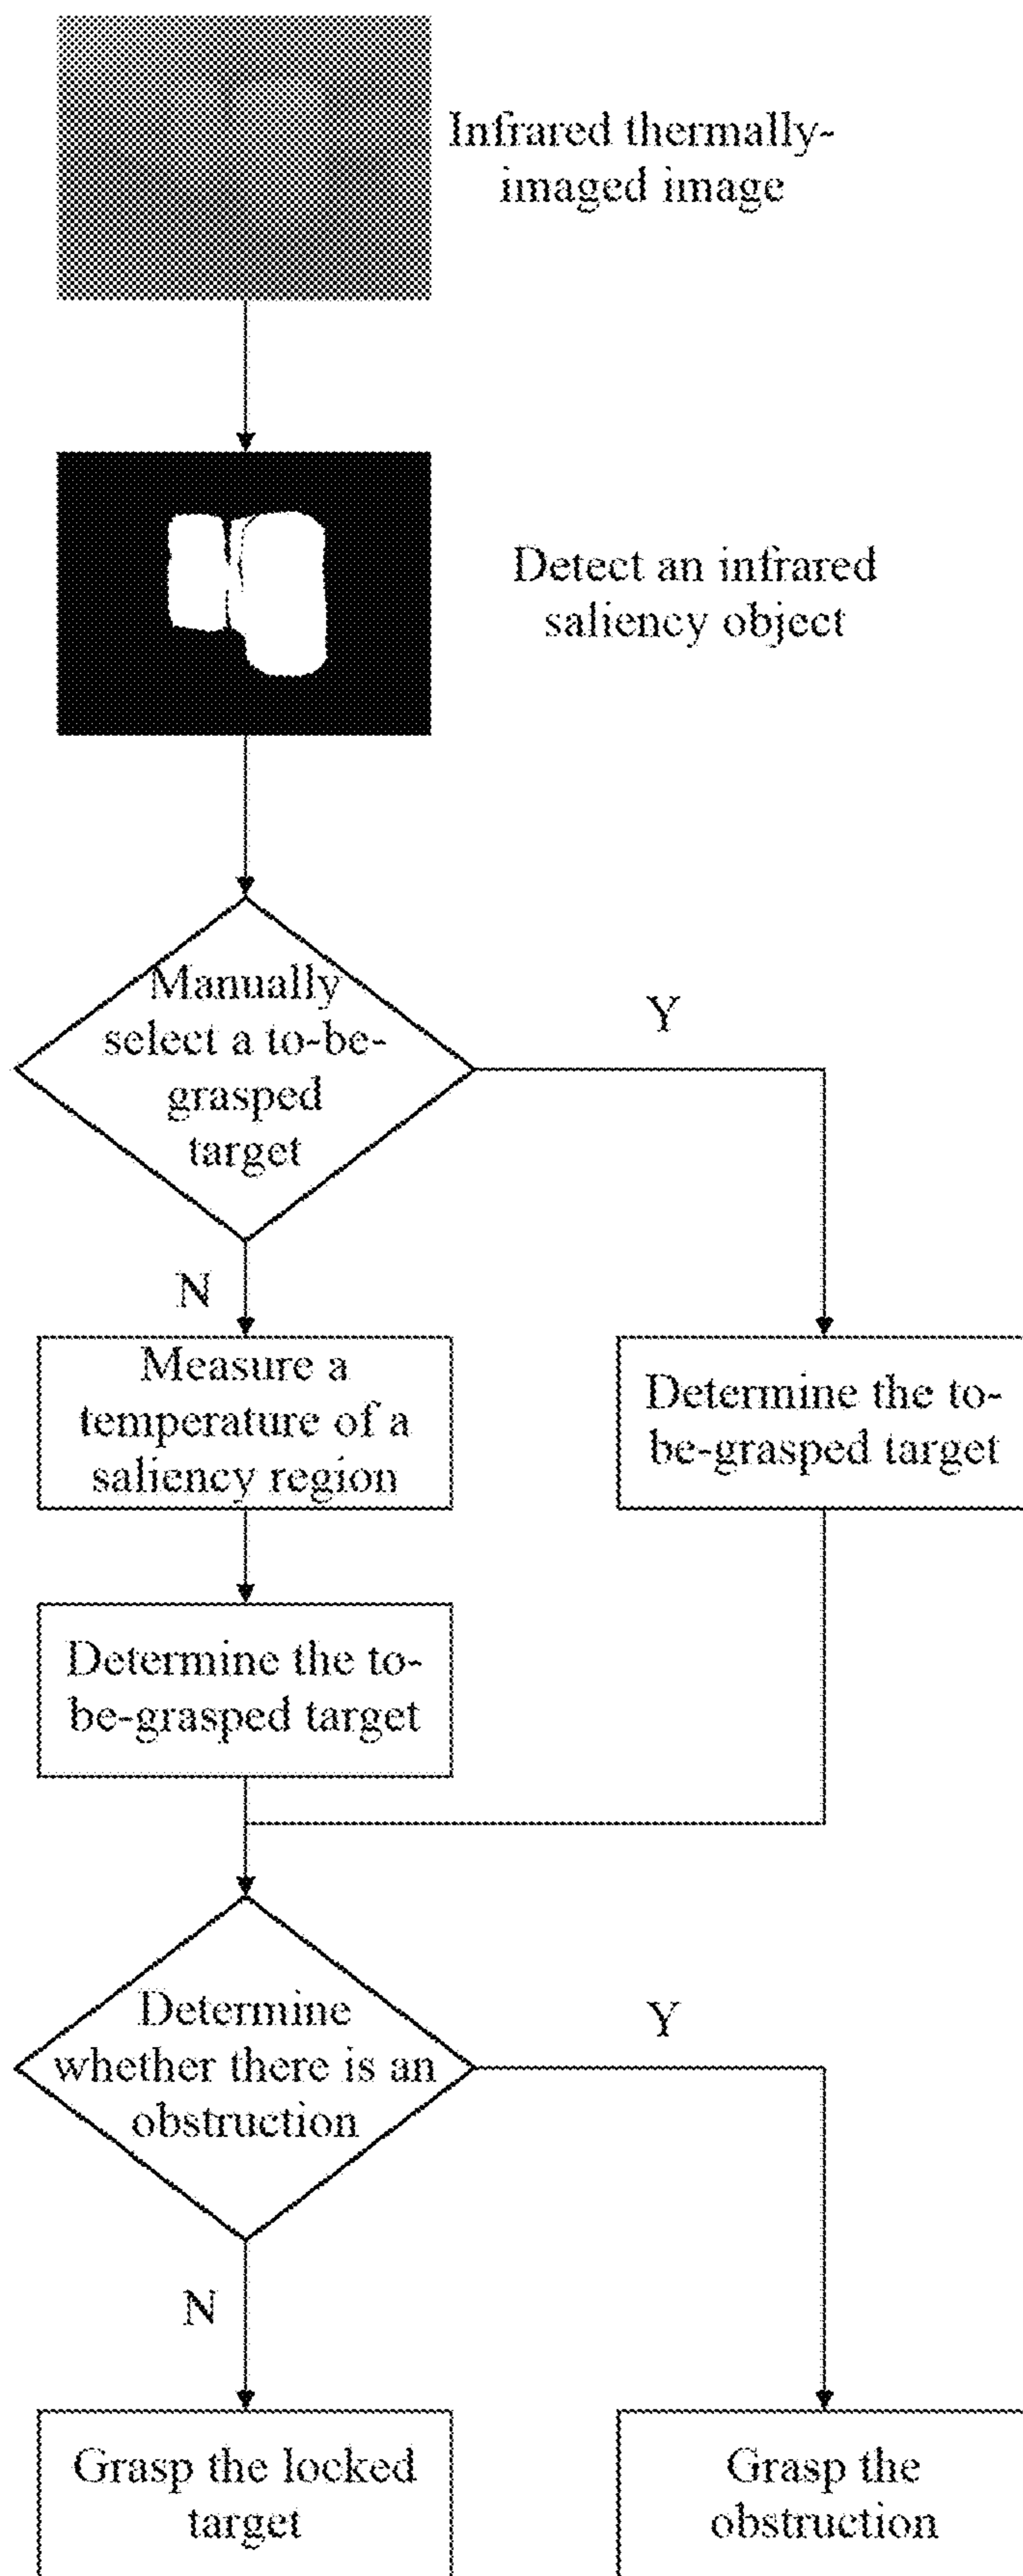 Infrared thermally-
imaged image
Detect an infrared
saliency object
Manually
select a to-be-
grasped
target
Y
N
Measure a
temperature of a
saliency region
Determine the to-
be-grasped target
Determine the to-
be-grasped target
Determine
whether there is an
obstruction
Y
N
Grasp the locked
target
Grasp the
obstruction